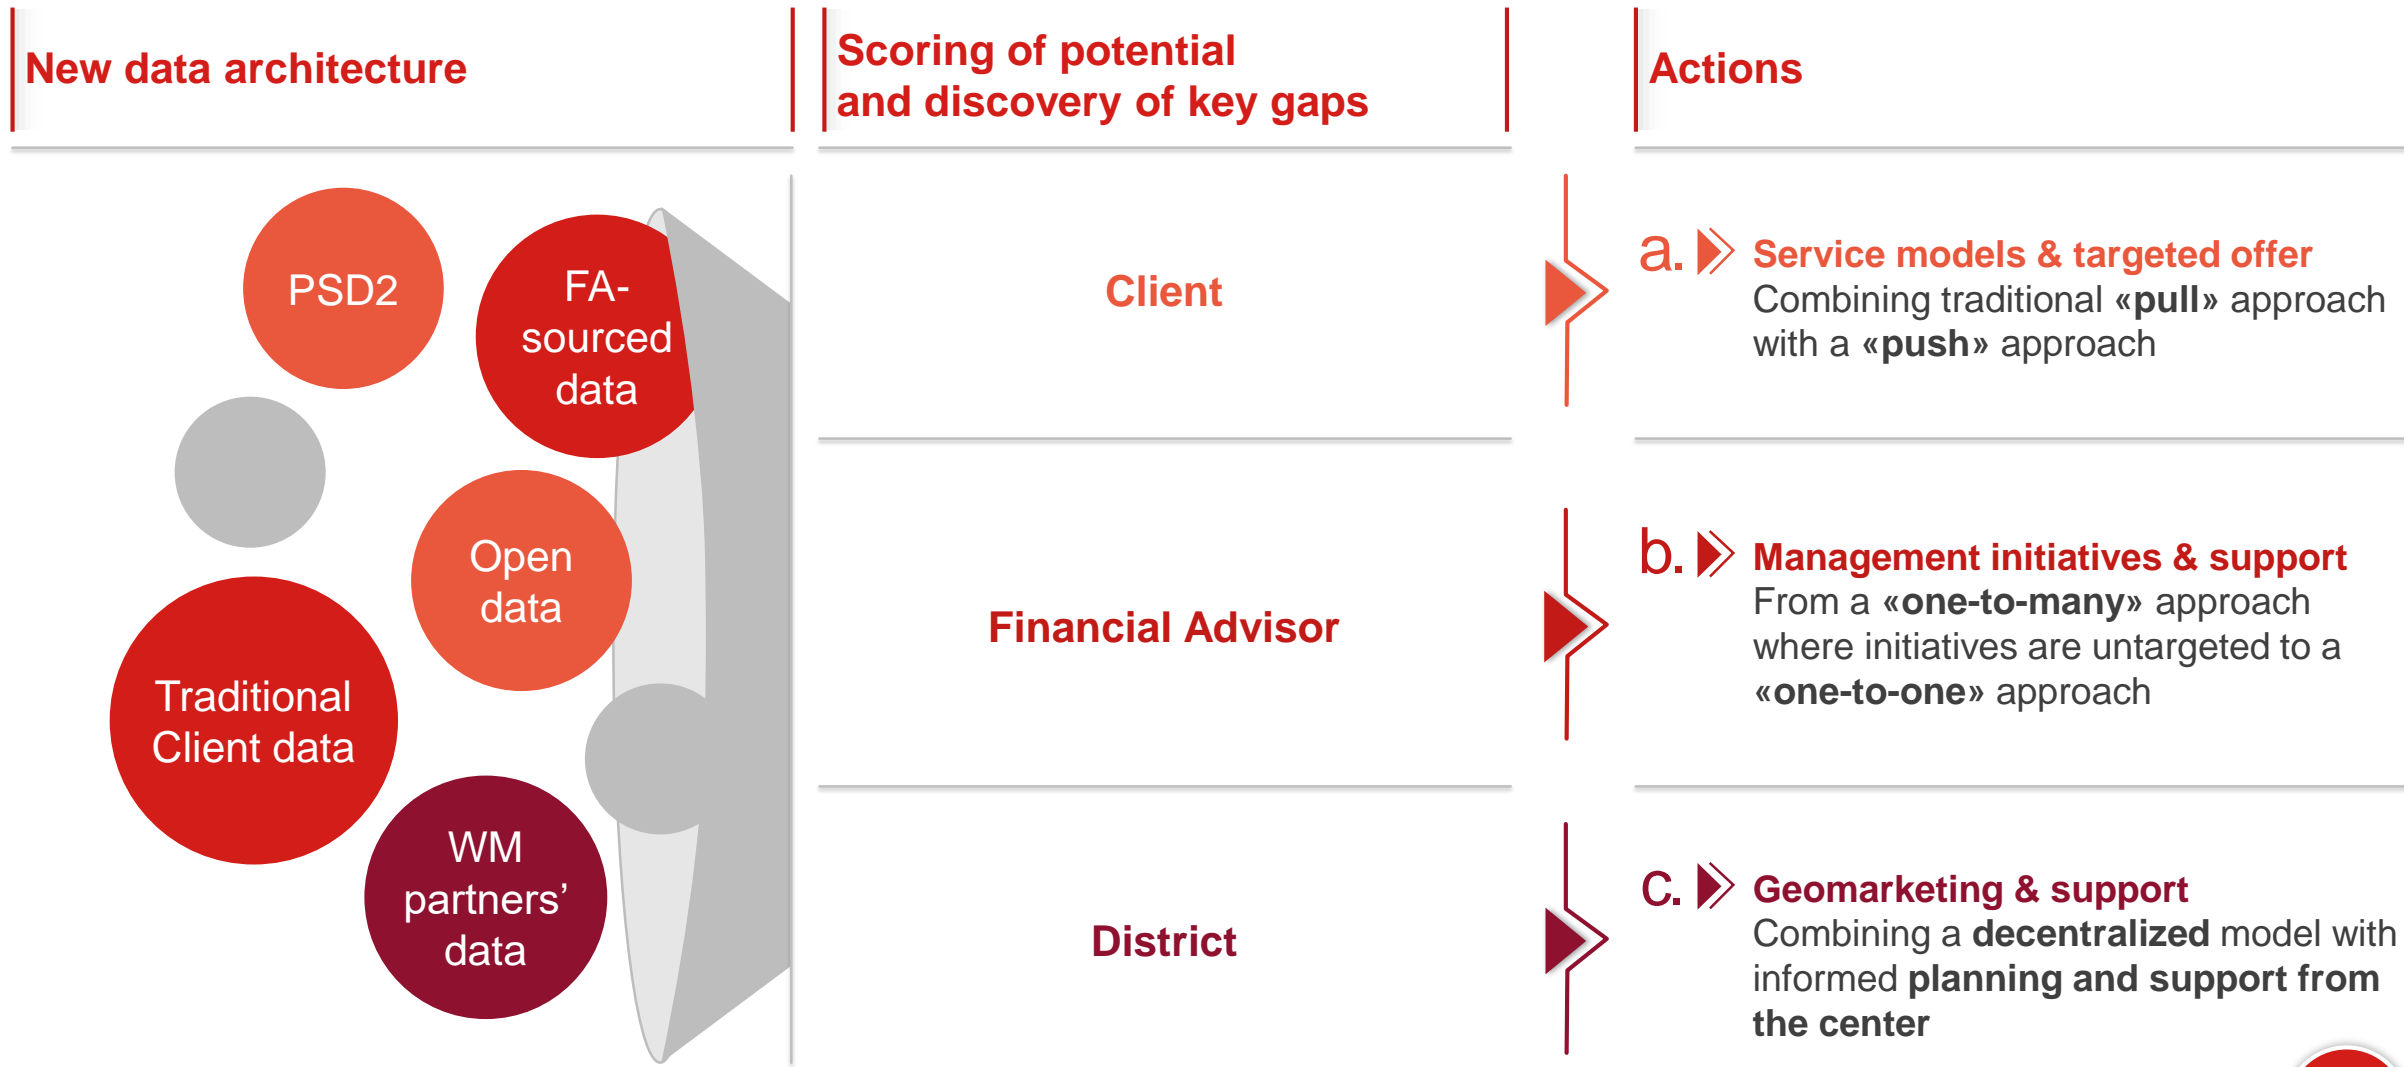 New data architecture
Scoring of potential
and discovery of key gaps
Actions
PSD2
FA-
sourced
data
Open
data
Traditional
Client data
WM
partners’
data
Client
Financial Advisor
District
a.
Service models & targeted offer
Combining traditional «pull» approach
with a «push» approach
b.
Management initiatives & support
From a «one-to-many» approach
where initiatives are untargeted to a
«one-to-one» approach
c.
Geomarketing & support
Combining a decentralized model with
informed planning and support from
the center